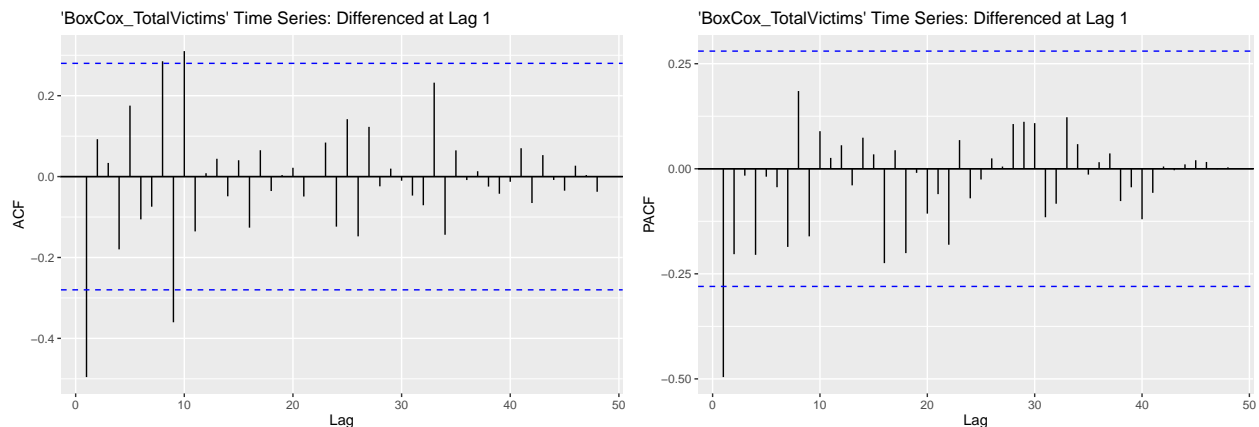 'BoxCox_TotalVictims' Time Series: Differenced at Lag 1
ACF
0.2
0.0
−0.2
−0.4
0 10 20 30 40 50
Lag
'BoxCox_TotalVictims' Time Series: Differenced at Lag 1
PACF
0.25
0.00
−0.25
−0.50
0 10 20 30 40 50
Lag